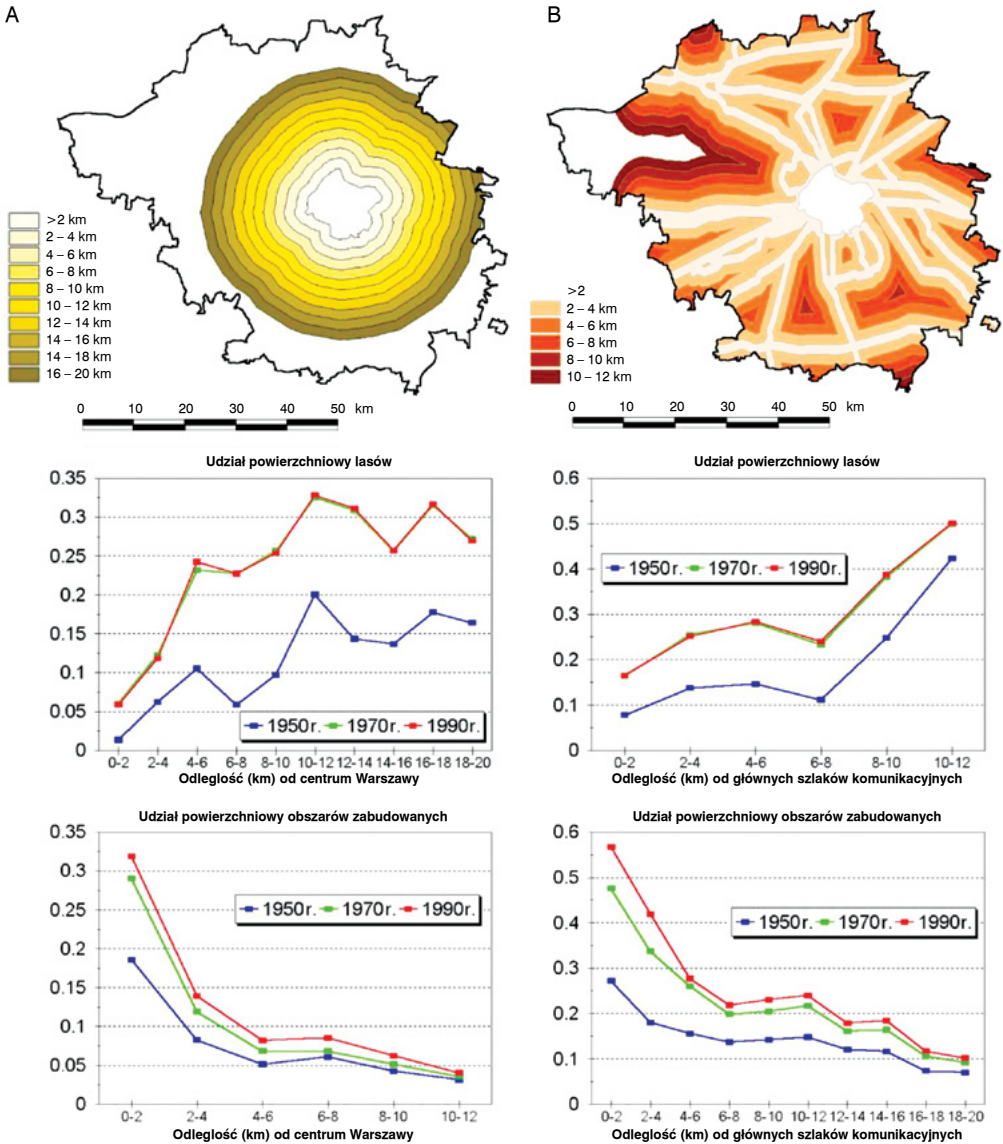 A
>2 km
2 – 4 km
4 – 6 km
6 – 8 km
8 – 10 km
10 – 12 km
12 – 14 km
14 – 16 km
14 – 18 km
16 – 20 km
0 10 20 30 40 50 km
B
>2
2 – 4 km
4 – 6 km
6 – 8 km
8 – 10 km
10 – 12 km
0 10 20 30 40 50 km
Udział powierzchniowy lasów
0.35
0.3
0.25
0.2
0.15
0.1
0.05
0
1950r. 1970r. 1990r.
0-2 2-4 4-6 6-8 8-10 10-12 12-14 14-16 16-18 18-20
Odległość (km) od centrum Warszawy
Udział powierzchniowy lasów
0.6
0.5
0.4
0.3
0.2
0.1
0
1950r. 1970r. 1990r.
0-2 2-4 4-6 6-8 8-10 10-12
Odległość (km) od głównych szlaków komunikacyjnych
Udział powierzchniowy obszarów zabudowanych
0.35
0.3
0.25
0.2
0.15
0.1
0.05
0
1950r. 1970r. 1990r.
0-2 2-4 4-6 6-8 8-10 10-12
Odległość (km) od centrum Warszawy
Udział powierzchniowy obszarów zabudowanych
0.6
0.5
0.4
0.3
0.2
0.1
0
1950r. 1970r. 1990r.
0-2 2-4 4-6 6-8 8-10 10-12 12-14 14-16 16-18 18-20
Odległość (km) od głównych szlaków komunikacyjnych